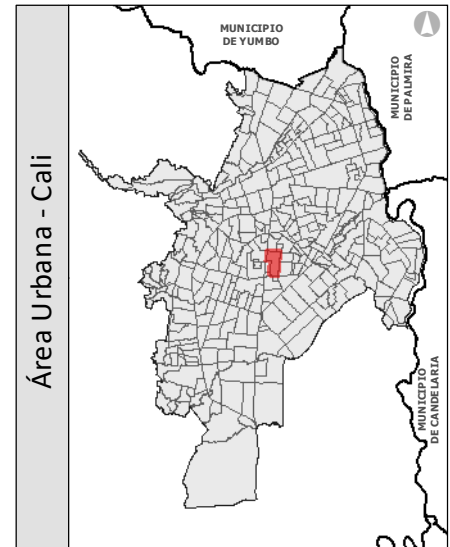 Área Urbana - Cali
MUNICIPIO
DE YUMBO
MUNICIPIO
DE PALMIRA
MUNICIPIO
DE CANDELARIA